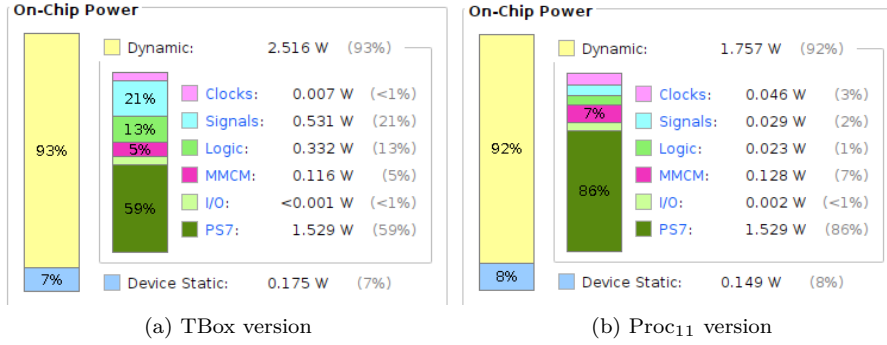 On-Chip Power
93%
7%
Dynamic: 2.516 W (93%)
21%
13%
5%
59%
Clocks: 0.007 W (<1%)
Signals: 0.531 W (21%)
Logic: 0.332 W (13%)
MMCM: 0.116 W (5%)
I/O: <0.001 W (<1%)
PS7: 1.529 W (59%)
Device Static: 0.175 W (7%)
(a) TBox version
On-Chip Power
92%
8%
Dynamic: 1.757 W (92%)
7%
86%
Clocks: 0.046 W (3%)
Signals: 0.029 W (2%)
Logic: 0.023 W (1%)
MMCM: 0.128 W (7%)
I/O: 0.002 W (<1%)
PS7: 1.529 W (86%)
Device Static: 0.149 W (8%)
(b) Proc₁₁ version